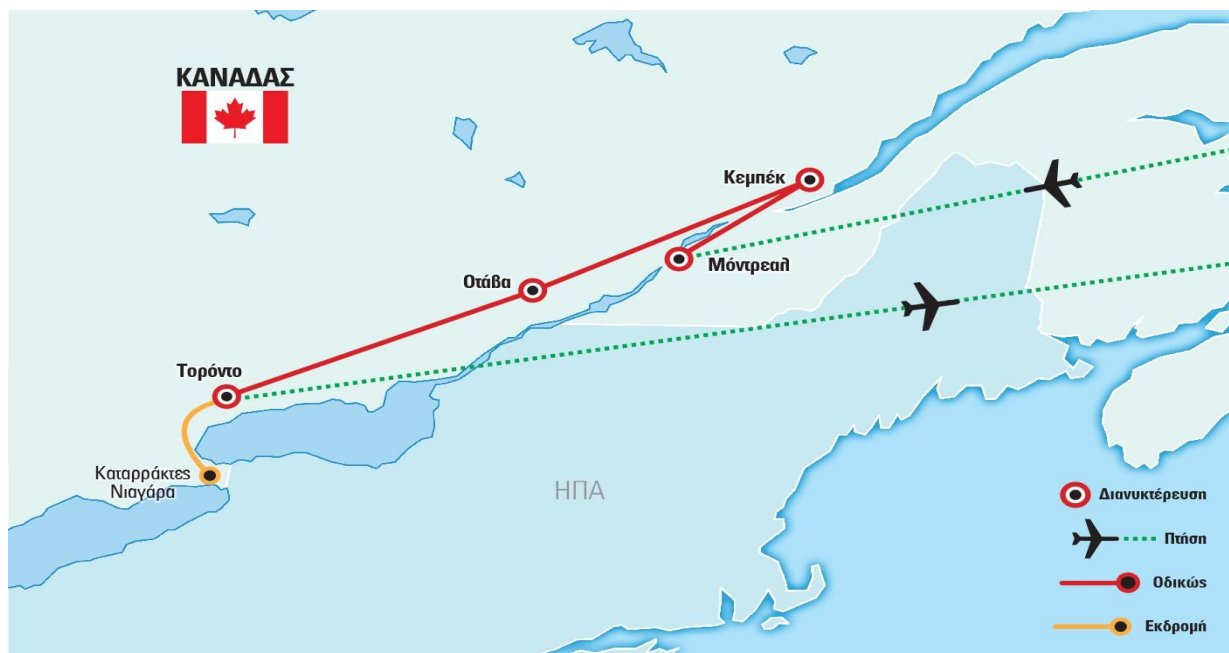 ΚΑΝΑΔΑΣ
Κεμπέκ
Μόντρεαλ
Οτάβα
Τορόντο
Καταρράκτες
Νιαγάρα
ΗΠΑ
Διανυκτέρευση
Πτήση
Οδικώς
Εκδρομή